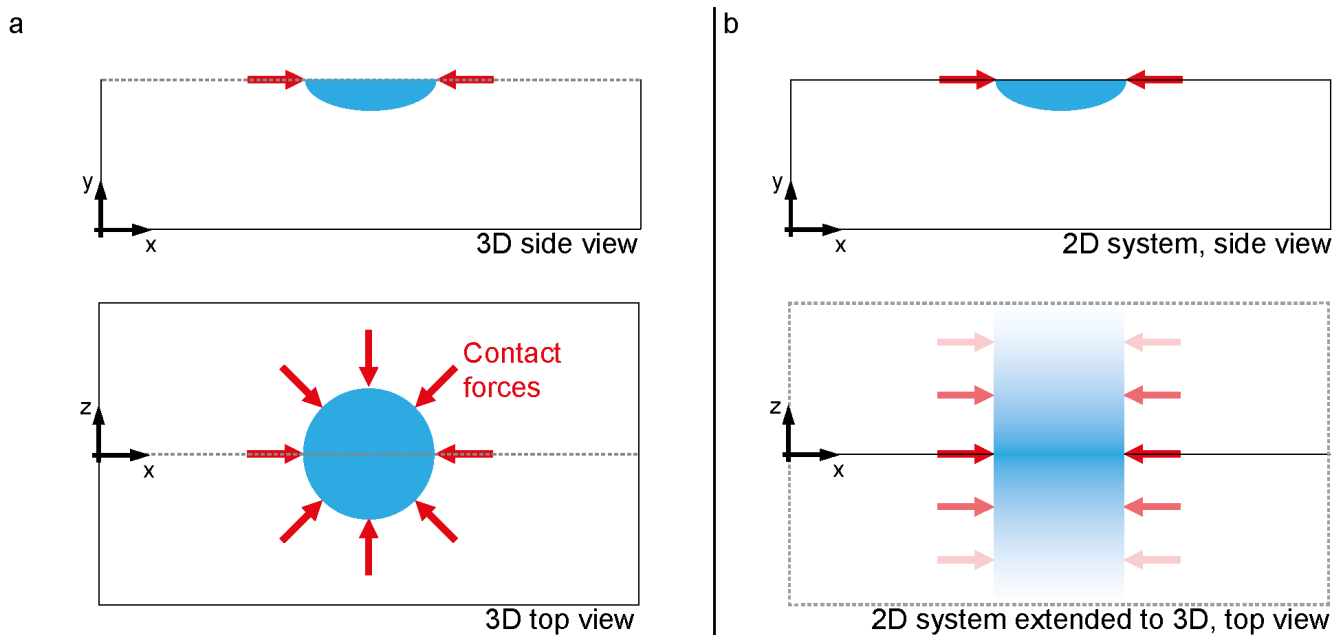 a
y
x
3D side view
Contact
forces
z
x
3D top view
b
y
x
2D system, side view
z
x
2D system extended to 3D, top view